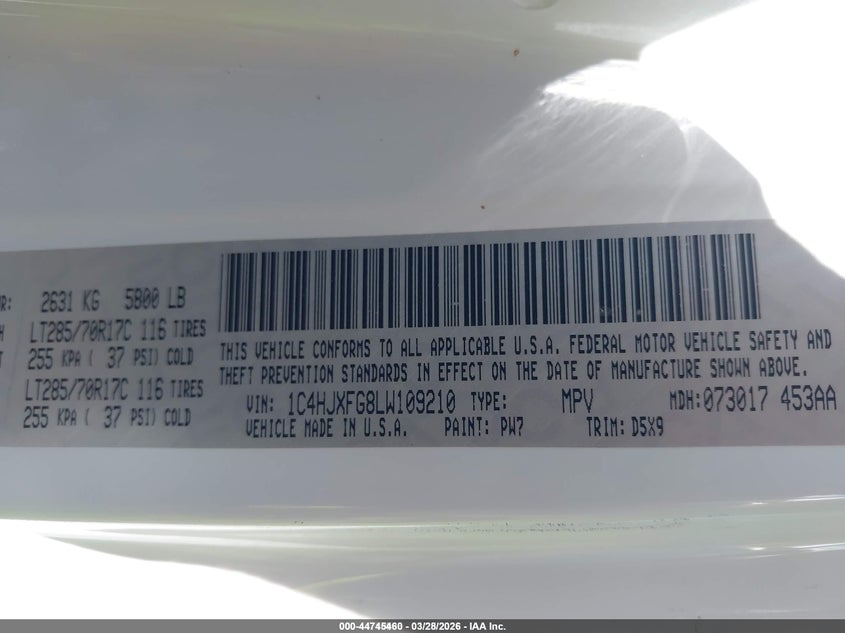 R: 2631 KG 5800 LB
LT285/70R17C 116 TIRES
255 KPA ( 37 PSI) COLD
LT285/70R17C 116 TIRES
255 KPA ( 37 PSI) COLD
THIS VEHICLE CONFORMS TO ALL APPLICABLE U.S.A. FEDERAL MOTOR VEHICLE SAFETY AND
THEFT PREVENTION STANDARDS IN EFFECT ON THE DATE OF MANUFACTURE SHOWN ABOVE.
VIN: 1C4HJXFG8LW109210 TYPE: MPV MDH: 073017 453AA
VEHICLE MADE IN U.S.A. PAINT: PW7 TRIM: D5X9
000-44745460 - 03/28/2026 - IAA Inc.